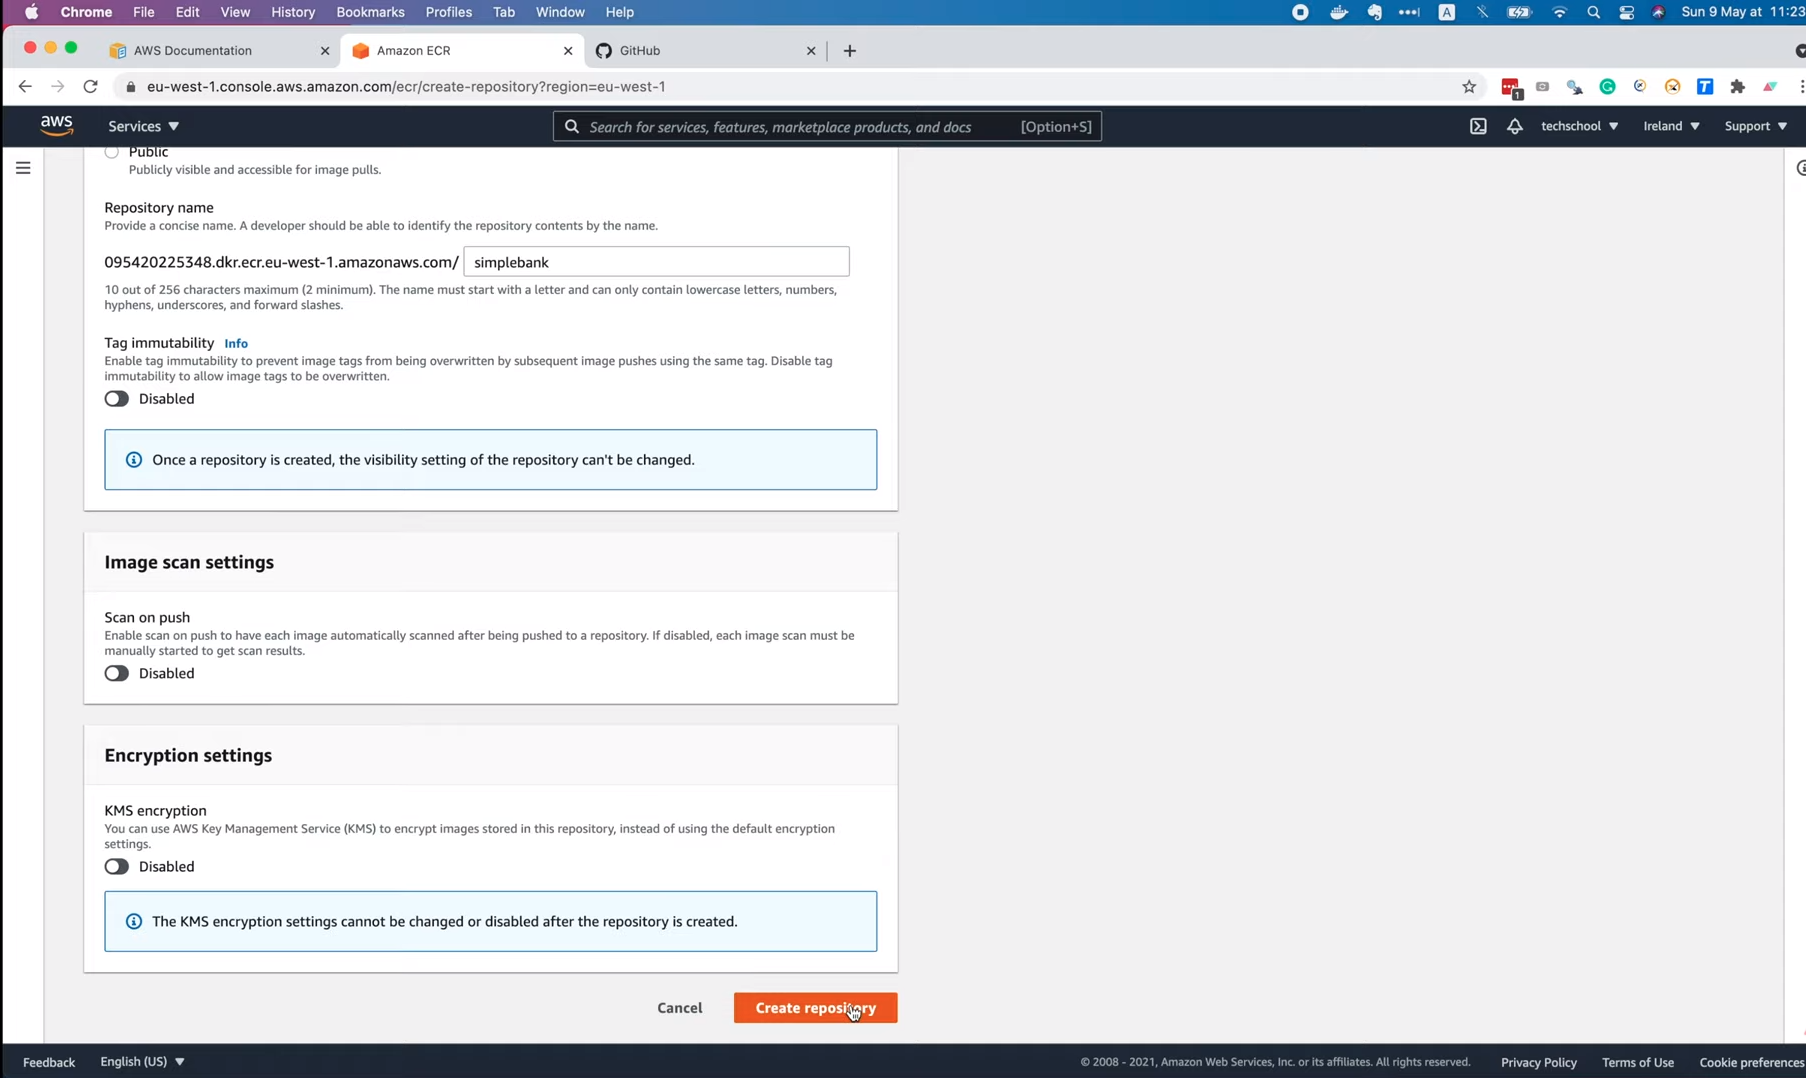 Chrome File Edit View History Bookmarks Profiles Tab Window Help A Sun 9 May at 11:23
AWS Documentation Amazon ECR GitHub
eu-west-1.console.aws.amazon.com/ecr/create-repository?region=eu-west-1 1 T
aws Services Search for services, features, marketplace products, and docs [Option+S] techschool Ireland Support
Public
Publicly visible and accessible for image pulls.
Repository name
Provide a concise name. A developer should be able to identify the repository contents by the name.
095420225348.dkr.ecr.eu-west-1.amazonaws.com/ simplebank
10 out of 256 characters maximum (2 minimum). The name must start with a letter and can only contain lowercase letters, numbers,
hyphens, underscores, and forward slashes.
Tag immutability Info
Enable tag immutability to prevent image tags from being overwritten by subsequent image pushes using the same tag. Disable tag
immutability to allow image tags to be overwritten.
Disabled
Once a repository is created, the visibility setting of the repository can't be changed.
Image scan settings
Scan on push
Enable scan on push to have each image automatically scanned after being pushed to a repository. If disabled, each image scan must be
manually started to get scan results.
Disabled
Encryption settings
KMS encryption
You can use AWS Key Management Service (KMS) to encrypt images stored in this repository, instead of using the default encryption
settings.
Disabled
The KMS encryption settings cannot be changed or disabled after the repository is created.
Cancel Create repository
Feedback English (US) © 2008 - 2021, Amazon Web Services, Inc. or its affiliates. All rights reserved. Privacy Policy Terms of Use Cookie preferences